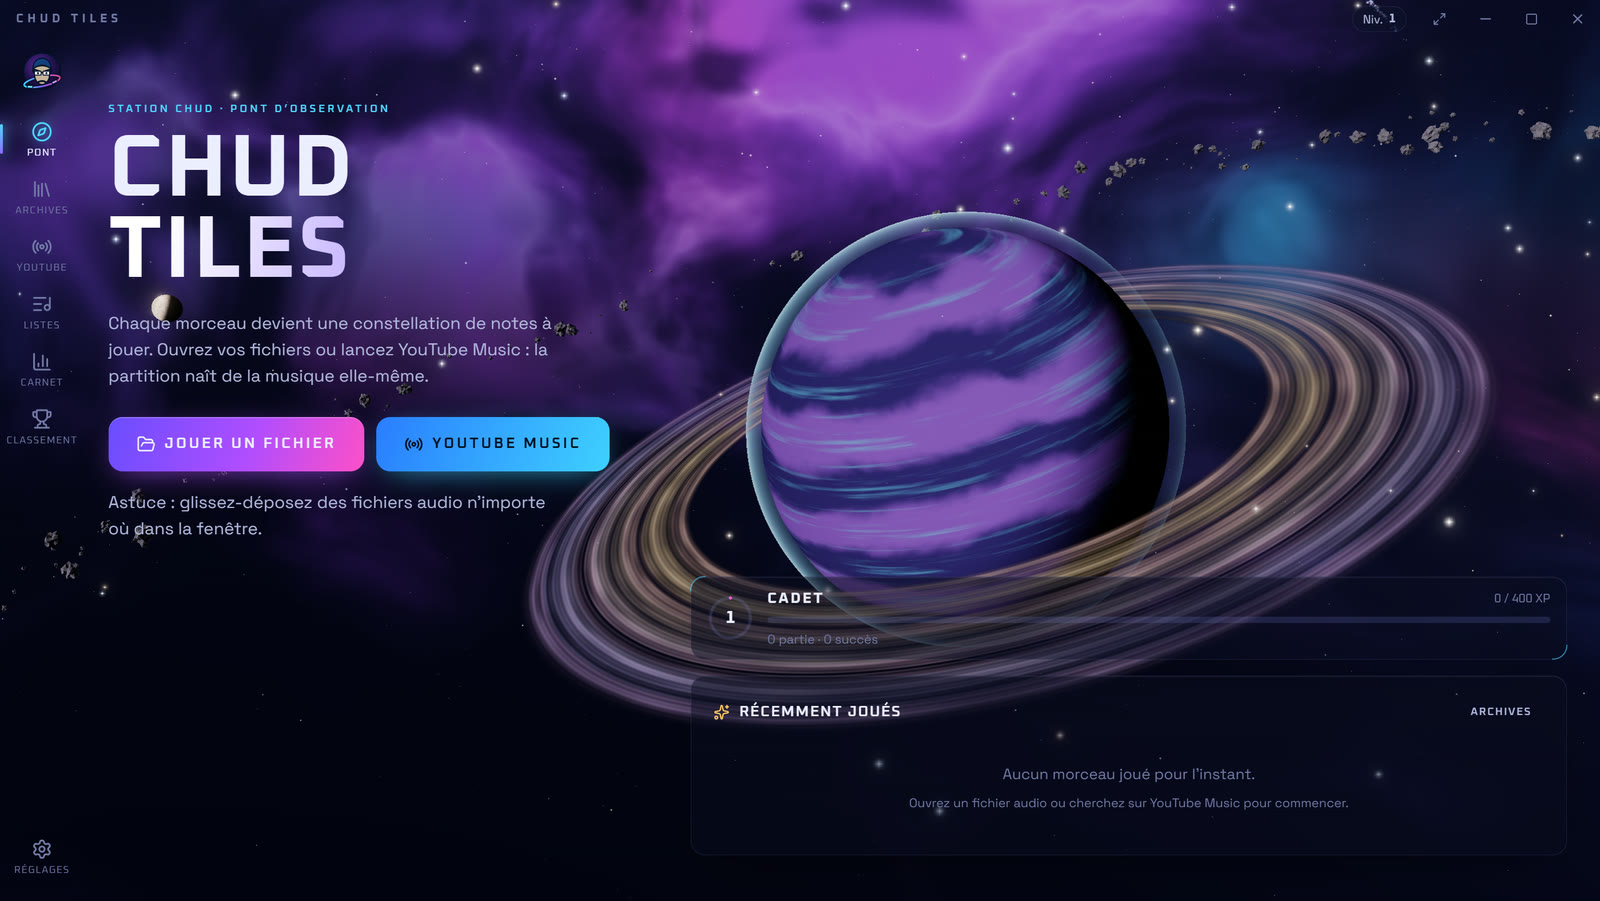 CHUD TILES
Niv. 1
STATION CHUD · PONT D'OBSERVATION
CHUD
TILES
PONT
ARCHIVES
YOUTUBE
LISTES
CARNET
CLASSEMENT
RÉGLAGES
Chaque morceau devient une constellation de notes à
jouer. Ouvrez vos fichiers ou lancez YouTube Music : la
partition naît de la musique elle-même.
JOUER UN FICHIER
YOUTUBE MUSIC
Astuce : glissez-déposez des fichiers audio n'importe
où dans la fenêtre.
1
CADET
0 / 400 XP
0 partie · 0 succès
RÉCEMMENT JOUÉS
ARCHIVES
Aucun morceau joué pour l'instant.
Ouvrez un fichier audio ou cherchez sur YouTube Music pour commencer.